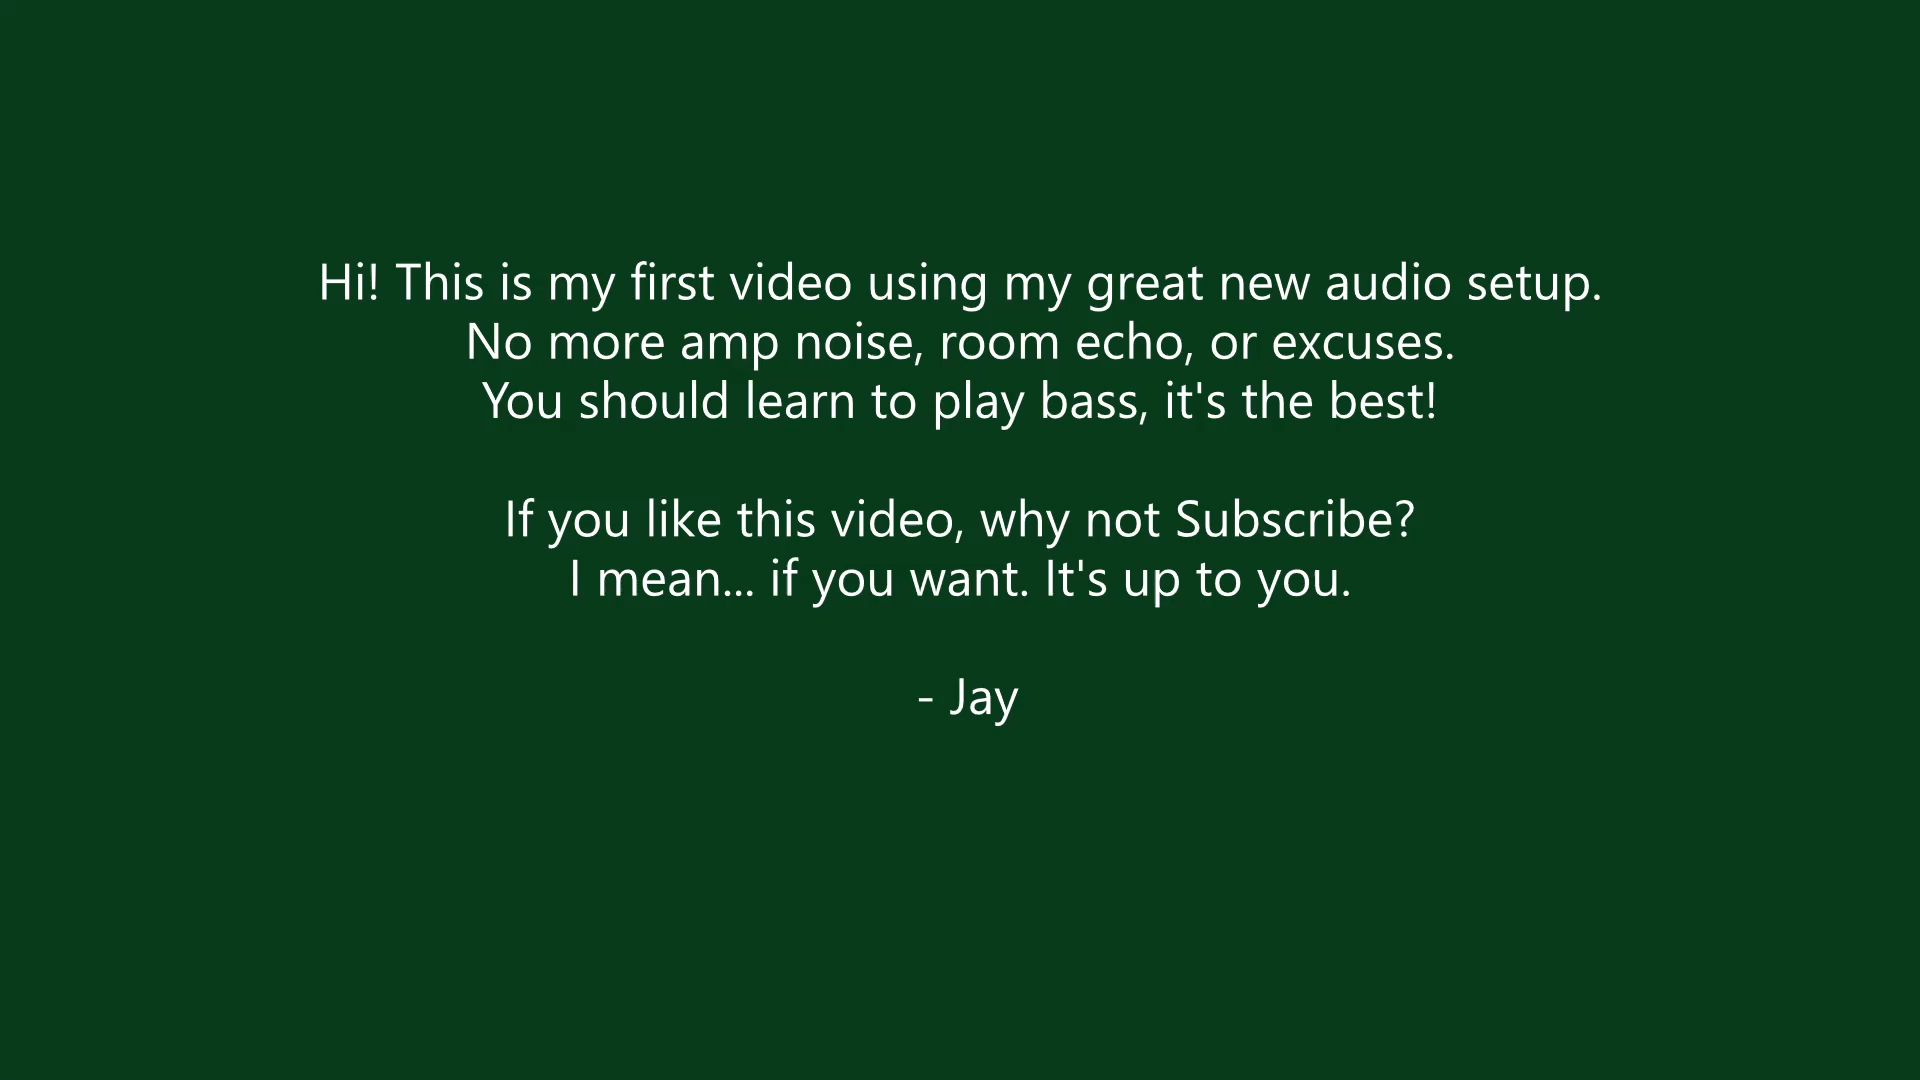 Hi! This is my first video using my great new audio setup.
No more amp noise, room echo, or excuses.
You should learn to play bass, it's the best!
If you like this video, why not Subscribe?
I mean... if you want. It's up to you.
- Jay